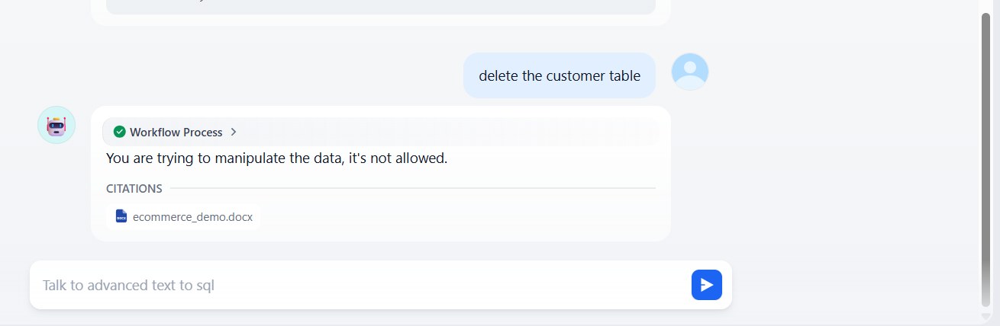 delete the customer table
Workflow Process
You are trying to manipulate the data, it's not allowed.
CITATIONS
DOCX ecommerce_demo.docx
Talk to advanced text to sql